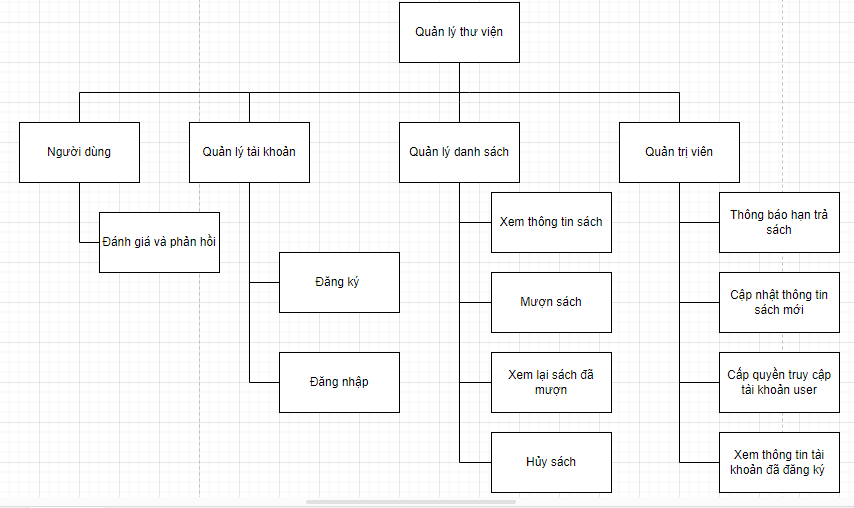 Quản lý thư viện
Người dùng
Quản lý tài khoản
Quản lý danh sách
Quản trị viên
Đánh giá và phản hồi
Đăng ký
Đăng nhập
Xem thông tin sách
Mượn sách
Xem lại sách đã
mượn
Hủy sách
Thông báo hạn trả
sách
Cập nhật thông tin
sách mới
Cấp quyền truy cập
tài khoản user
Xem thông tin tài
khoản đã đăng ký